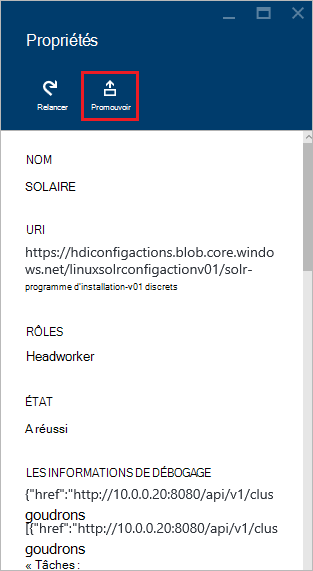 Propriétés
Relancer
Promouvoir
NOM
SOLAIRE
URI
https://hdiconfigactions.blob.core.windo
ws.net/linuxsolrconfigactionv01/solr-
programme d'installation-v01 discrets
RÔLES
Headworker
ÉTAT
A réussi
LES INFORMATIONS DE DÉBOGAGE
{"href":"http://10.0.0.20:8080/api/v1/clus
goudrons
[{"href":"http://10.0.0.20:8080/api/v1/clus
goudrons
« Tâches :